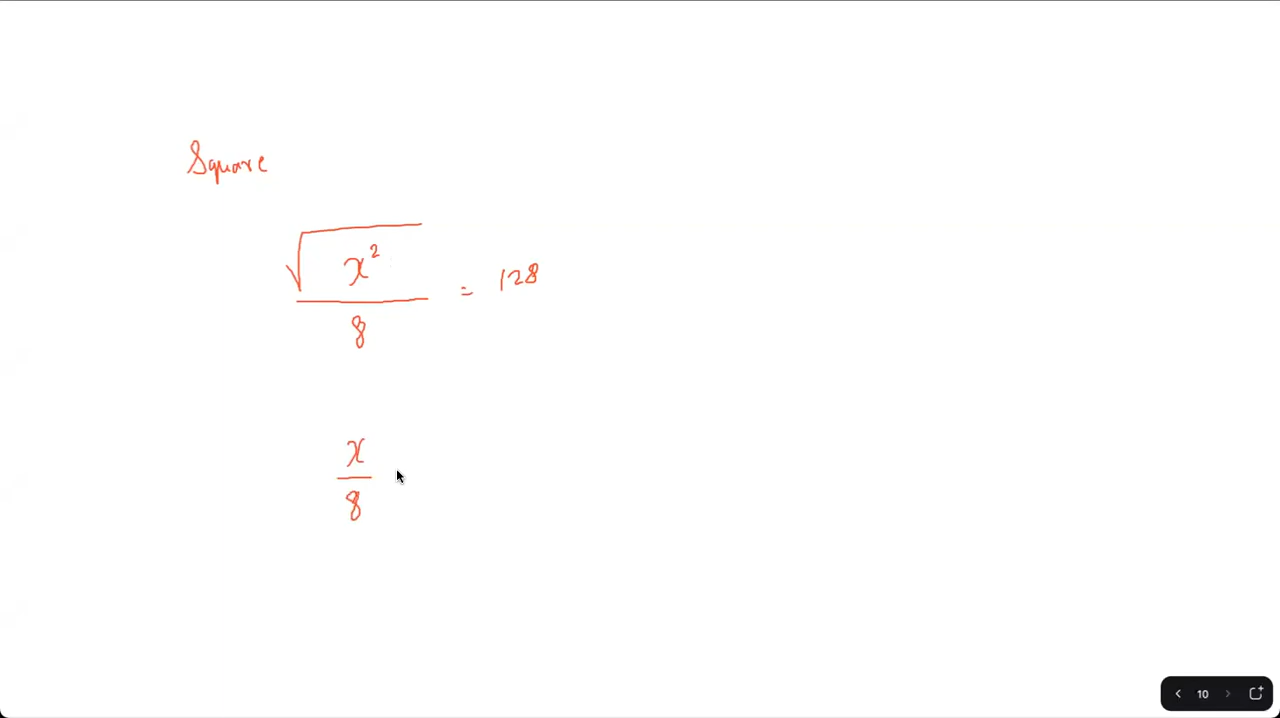 Square
√x² / 8 = 128
x / 8
10